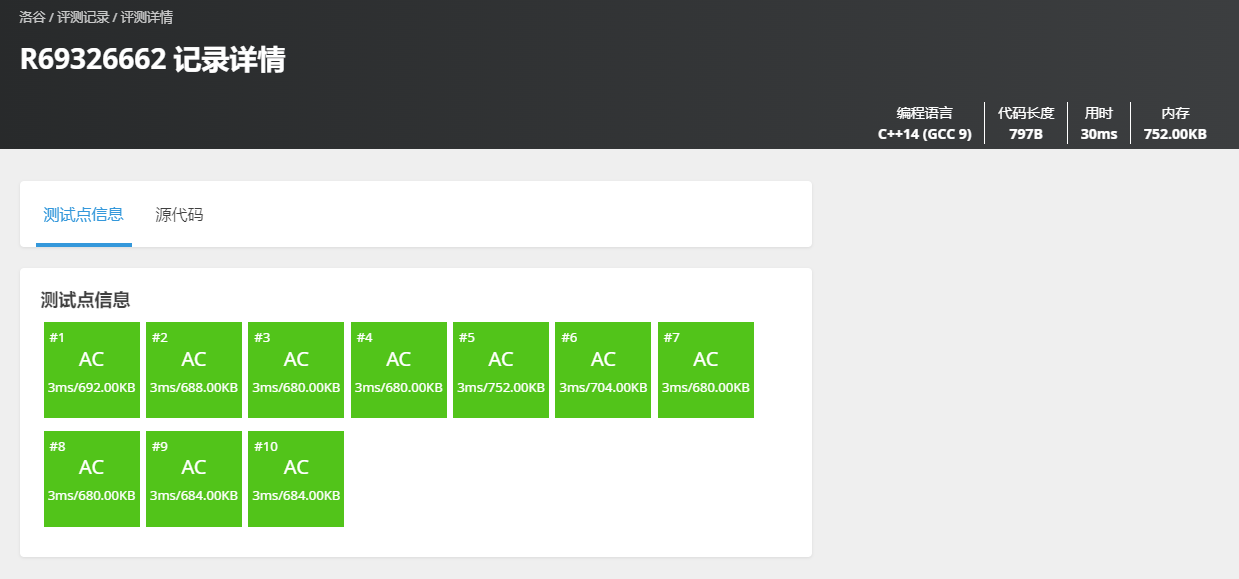 洛谷 / 评测记录 / 评测详情
R69326662 记录详情
编程语言 代码长度 用时 内存
C++14 (GCC 9) 797B 30ms 752.00KB
测试点信息 源代码
测试点信息
#1 #2 #3 #4 #5 #6 #7
AC AC AC AC AC AC AC
3ms/692.00KB 3ms/688.00KB 3ms/680.00KB 3ms/680.00KB 3ms/752.00KB 3ms/704.00KB 3ms/680.00KB
#8 #9 #10
AC AC AC
3ms/680.00KB 3ms/684.00KB 3ms/684.00KB